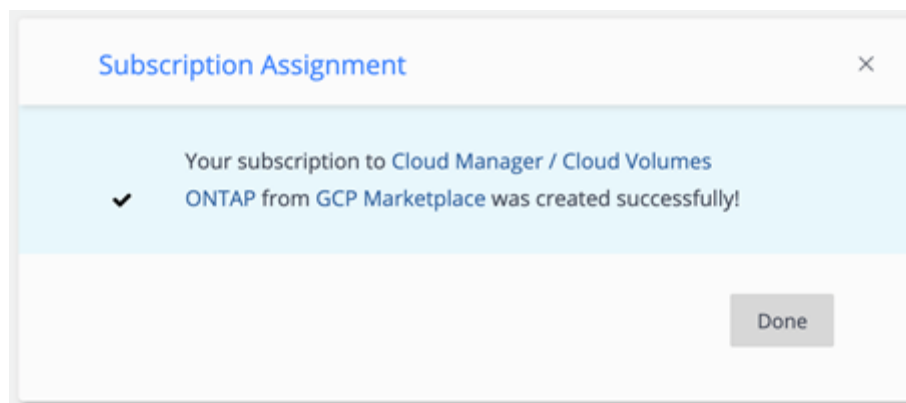 Subscription Assignment
Your subscription to Cloud Manager / Cloud Volumes
ONTAP from GCP Marketplace was created successfully!
Done